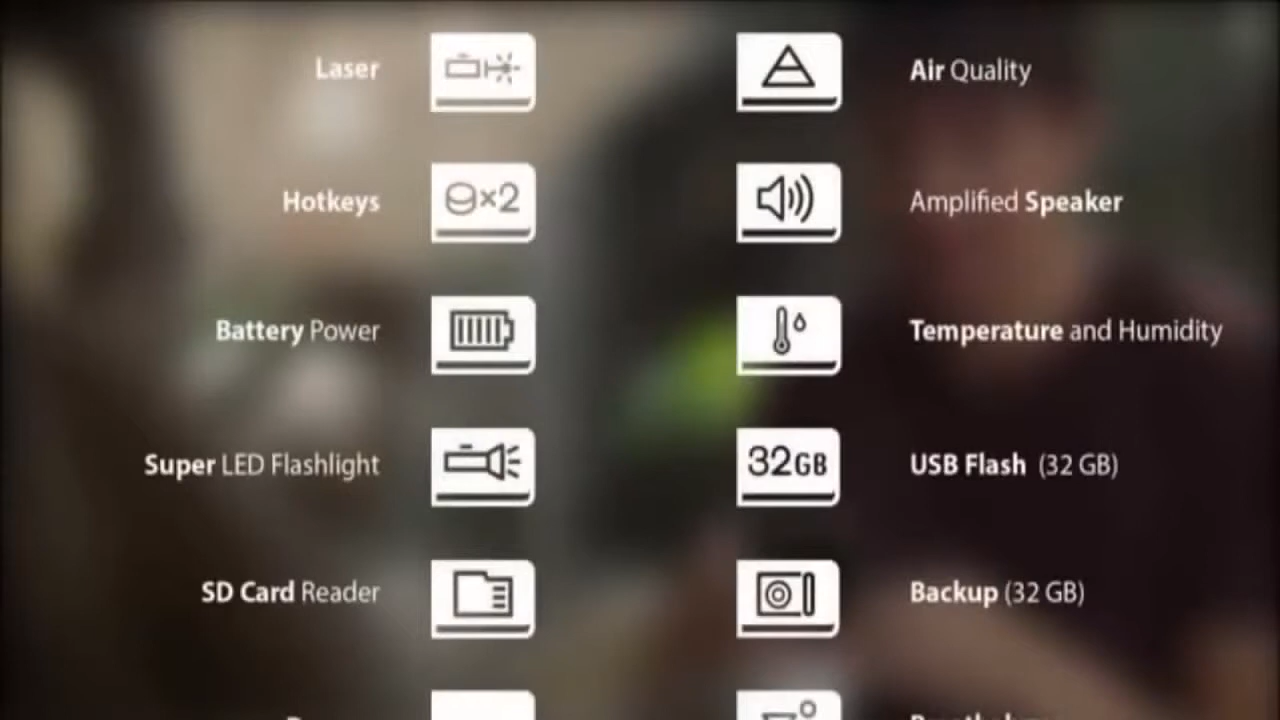 Laser
Air Quality
Hotkeys
×2
Amplified Speaker
Battery Power
Temperature and Humidity
Super LED Flashlight
32GB
USB Flash (32 GB)
SD Card Reader
Backup (32 GB)